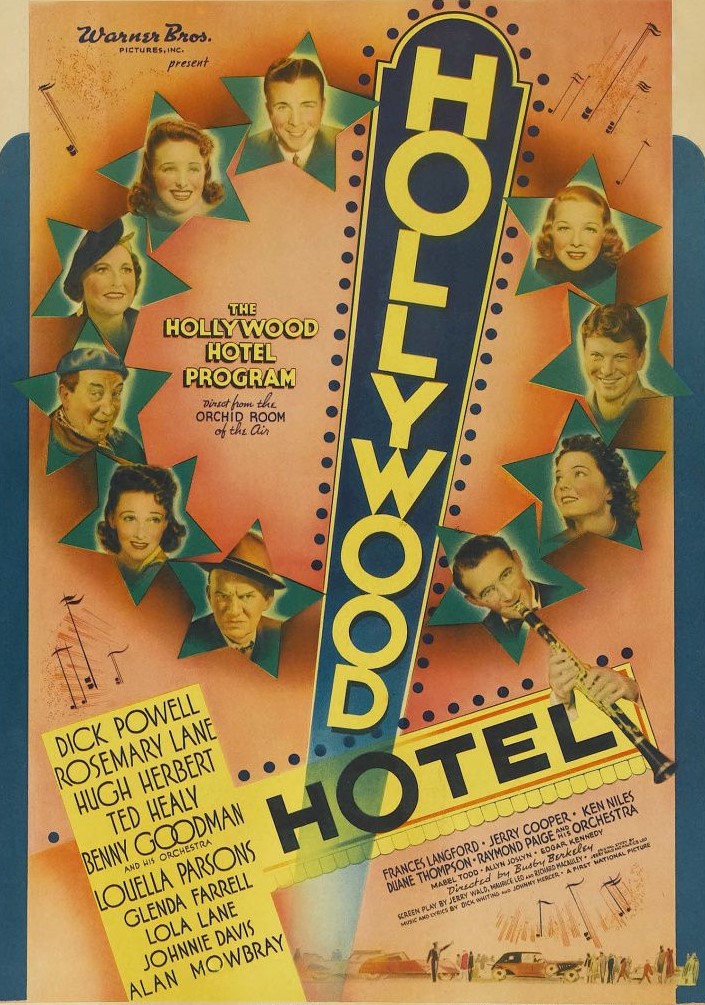 Warner Bros.
PICTURES, INC.
present
HOLLYWOOD
THE
HOLLYWOOD
HOTEL
PROGRAM
Direct from the
ORCHID ROOM
of the Air
HOTEL
DICK POWELL
ROSEMARY LANE
HUGH HERBERT
TED HEALY
BENNY GOODMAN
AND HIS ORCHESTRA
LOUELLA PARSONS
GLENDA FARRELL
LOLA LANE
JOHNNIE DAVIS
ALAN MOWBRAY
FRANCES LANGFORD · JERRY COOPER · KEN NILES
DUANE THOMPSON · RAYMOND PAIGE AND HIS ORCHESTRA
MABEL TODD · ALLYN JOSLYN · EDGAR KENNEDY
Directed by Busby Berkeley
SCREEN PLAY BY JERRY WALD, MAURICE LEO AND RICHARD MACAULEY
MUSIC AND LYRICS BY DICK WHITING AND JOHNNY MERCER · A FIRST NATIONAL PICTURE